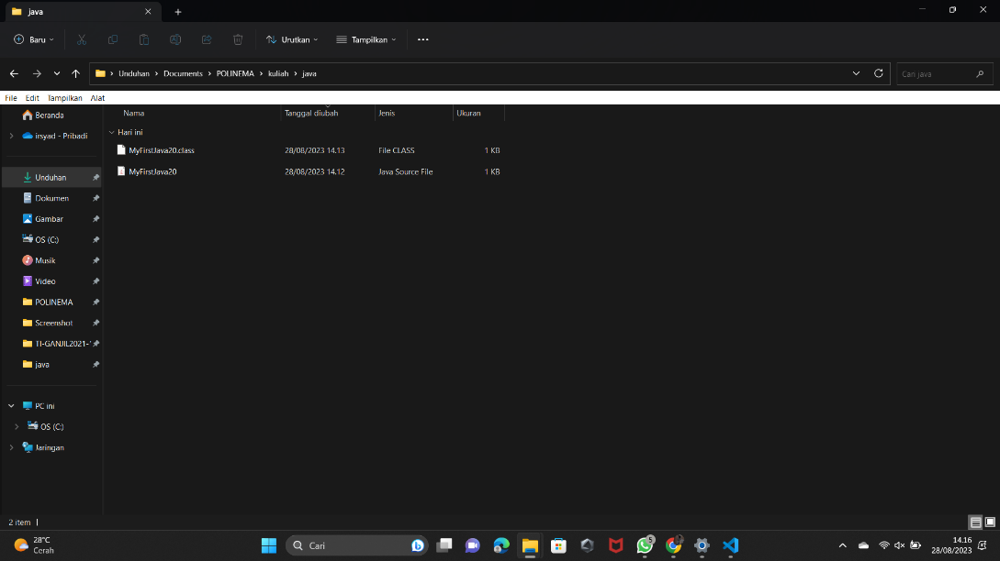 java
Baru
Urutkan
Tampilkan
Unduhan > Documents > POLINEMA > kuliah > java
Cari java
File Edit Tampilkan Alat
Nama Tanggal diubah Jenis Ukuran
Hari ini
MyFirstJava20.class 28/08/2023 14.13 File CLASS 1 KB
MyFirstJava20 28/08/2023 14.12 Java Source File 1 KB
Beranda
irsyad - Pribadi
Unduhan
Dokumen
Gambar
OS (C:)
Musik
Video
POLINEMA
Screenshot
TI-GANJIL2021-
java
PC ini
OS (C:)
Jaringan
2 item
28°C
Cerah
Cari
5
14.16
28/08/2023